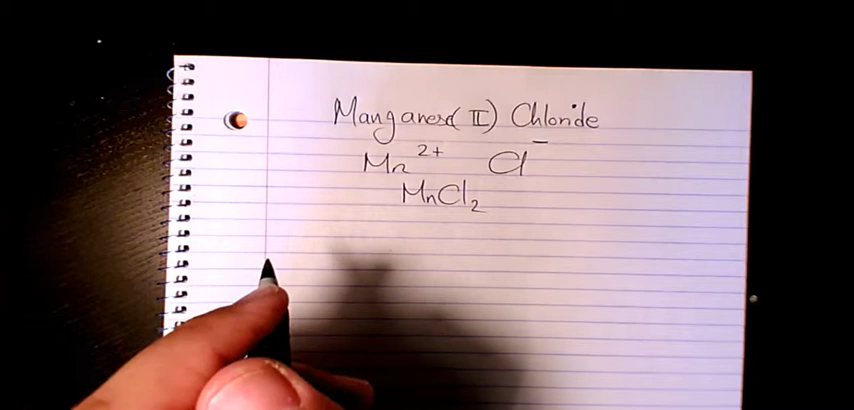 Manganese(II) Chloride
Mn²⁺ Cl⁻
MnCl₂